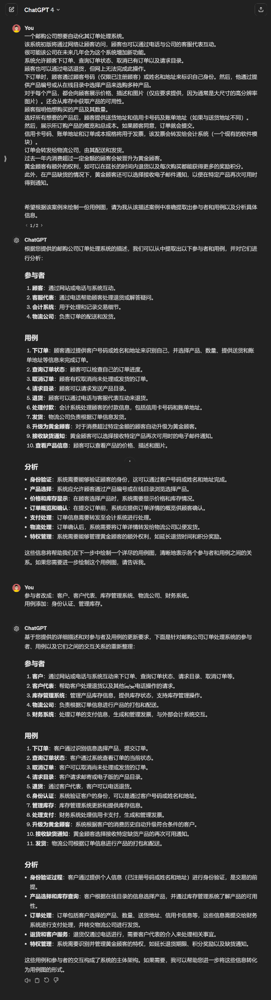 ChatGPT 4
You
一个邮购公司想要自动化其订单处理系统。
该系统初版将通过网络让顾客访问，顾客也可以通过电话与公司的客服代表互动。
很可能该公司在未来几年会为这个系统增加新功能。
系统允许顾客下订单、查询订单状态、取消已有订单以及请求目录。
顾客也可以通过电话退货，但网上无法完成此操作。
下订单时，顾客通过顾客号码（仅限已注册顾客）或姓名和地址来标识自己身份。然后，他通过提
供产品编号或从在线目录中选择产品来选购多种产品。
对于每个产品，都会向顾客展示价格、描述和图片（仅应要求提供，因为通常是大尺寸的高分辨率
图片）。还会从库存中获取产品的可用性。
顾客指明他想购买的产品及其数量。
选好所有想要的产品后，顾客提供送货地址和信用卡号码及账单地址（如果与送货地址不同）。
然后，展示所订购产品的概览和总成本。如果顾客同意，订单就会提交。
信用卡号码、账单地址和订单成本规格将用于发票，该发票会转发给会计系统（一个现有的软件模
块）。
订单会转发给物流公司，由其配送和发货。
过去一年内消费超过一定金额的顾客会被晋升为黄金顾客。
黄金顾客有额外的权利，如可以在延长的时间内退货以及每次购买都能获得更多的奖励积分。
此外，在产品缺货的情况下，黄金顾客还可以选择接收电子邮件通知，以便在特定产品再次可用时
得到通知。
希望根据该案例来绘制一份用例图，请为我从该描述案例中准确提取出参与者和用例以及分析具体
信息。
1 / 2
ChatGPT
根据您提供的邮购公司订单处理系统的描述，我们可以从中提取出以下参与者和用例，并对它们进
行分析：
参与者
1. 顾客：通过网站或电话与系统互动。
2. 客服代表：通过电话帮助顾客处理退货或解答疑问。
3. 会计系统：用于处理和记录交易细节。
4. 物流公司：负责订单的配送和发货。
用例
1. 下订单：顾客通过提供客户号码或姓名和地址来识别自己，并选择产品、数量、提供送货和账
单地址等信息来完成订单。
2. 查询订单状态：顾客可以检查自己的订单进度。
3. 取消订单：顾客有权取消尚未处理或发货的订单。
4. 请求目录：顾客可以请求发送产品目录。
5. 退货：顾客可以通过电话与客服代表互动来退货。
6. 处理付款：会计系统处理顾客的付款信息，包括信用卡号码和账单地址。
7. 发货：物流公司负责根据订单信息发货。
8. 升级为黄金顾客：对于消费超过特定金额的顾客自动升级为黄金顾客。
9. 接收缺货通知：黄金顾客可以选择接收特定产品再次可用时的电子邮件通知。
10. 查看产品信息：顾客可以查看产品的价格、描述和图片。
分析
• 身份验证：系统需要能够验证顾客的身份，这可以通过客户号码或姓名和地址完成。
• 产品选择：系统应允许顾客通过产品编号或在线目录浏览选择产品。
• 价格和库存显示：在顾客选择产品时，系统需要显示价格和库存情况。
• 订单概览和确认：在提交订单前，系统应提供订单详情的概览供顾客确认。
• 支付处理：订单信息需要转发至会计系统进行处理。
• 物流处理：订单确认后，系统需要将订单详情转发给物流公司以便发货。
• 特权管理：系统需要能够管理黄金顾客的额外权利，如延长退货时间和积分奖励。
这些信息将帮助我们在下一步中绘制一个详尽的用例图，清晰地表示各个参与者和用例之间的关
系。如果您需要进一步绘制这个用例图，请告诉我。
You
参与者改成：客户、客户代表、库存管理系统、物流公司、财务系统。
用例添加：身份认证、管理库存。
ChatGPT
基于您提供的详细描述和对参与者及用例的更新要求，下面是针对邮购公司订单处理系统的参与
者、用例以及它们之间的交互关系的重新整理：
参与者
1. 客户：通过网站或电话与系统互动来下订单、查询订单状态、请求目录、取消订单等。
2. 客户代表：帮助客户处理退货以及其他需要电话操作的请求。
3. 库存管理系统：管理产品库存信息，提供库存状态，支持库存管理操作。
4. 物流公司：负责根据订单信息进行产品的打包和配送。
5. 财务系统：处理订单的支付信息，生成和管理发票，与外部会计系统交互。
用例
1. 下订单：客户通过识别信息选择产品，提交订单。
2. 查询订单状态：客户通过系统查看订单的当前状态。
3. 取消订单：客户可以取消尚未处理或发货的订单。
4. 请求目录：客户请求邮寄或电子版的产品目录。
5. 退货：通过客户代表，客户可以电话退货。
6. 身份认证：系统验证客户的身份，可以是通过客户号码或姓名和地址。
7. 管理库存：库存管理系统更新和提供库存信息。
8. 处理支付：财务系统处理信用卡支付，生成和管理发票。
9. 升级为黄金顾客：系统根据客户的消费历史自动升级符合条件的客户。
10. 接收缺货通知：黄金顾客选择接收特定缺货产品的再次可用通知。
11. 发货：物流公司根据订单信息进行产品的打包和配送。
分析
• 身份验证过程：客户通过提供个人信息（已注册号码或姓名和地址）进行身份验证，是交易的前
提。
• 产品选择和库存查询：客户根据在线目录的信息选择产品，并通过库存管理系统了解产品的可用
性。
• 订单处理：订单包括客户选择的产品、数量、送货地址、信用卡信息等，这些信息需提交给财务
系统进行支付处理，并转交物流公司进行发货。
• 退货和客户服务：退货仅通过电话进行，需要客户代表的介入来处理相关事宜。
• 特权管理：系统需要识别并管理黄金顾客的特权，如延长退货期限、积分奖励以及缺货通知。
这些用例和参与者的交互构成了系统的主体架构。如果需要，我可以帮助您进一步将这些信息转化
为用例图的形式。